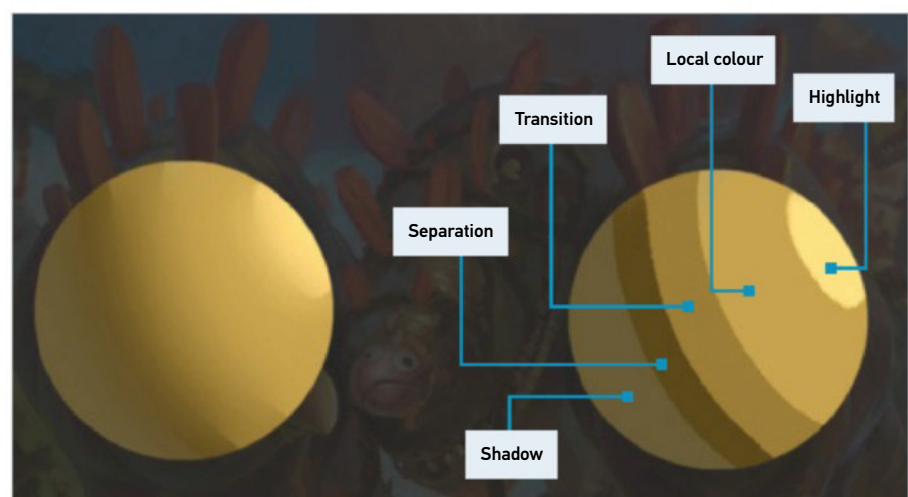 Local colour
Highlight
Transition
Separation
Shadow